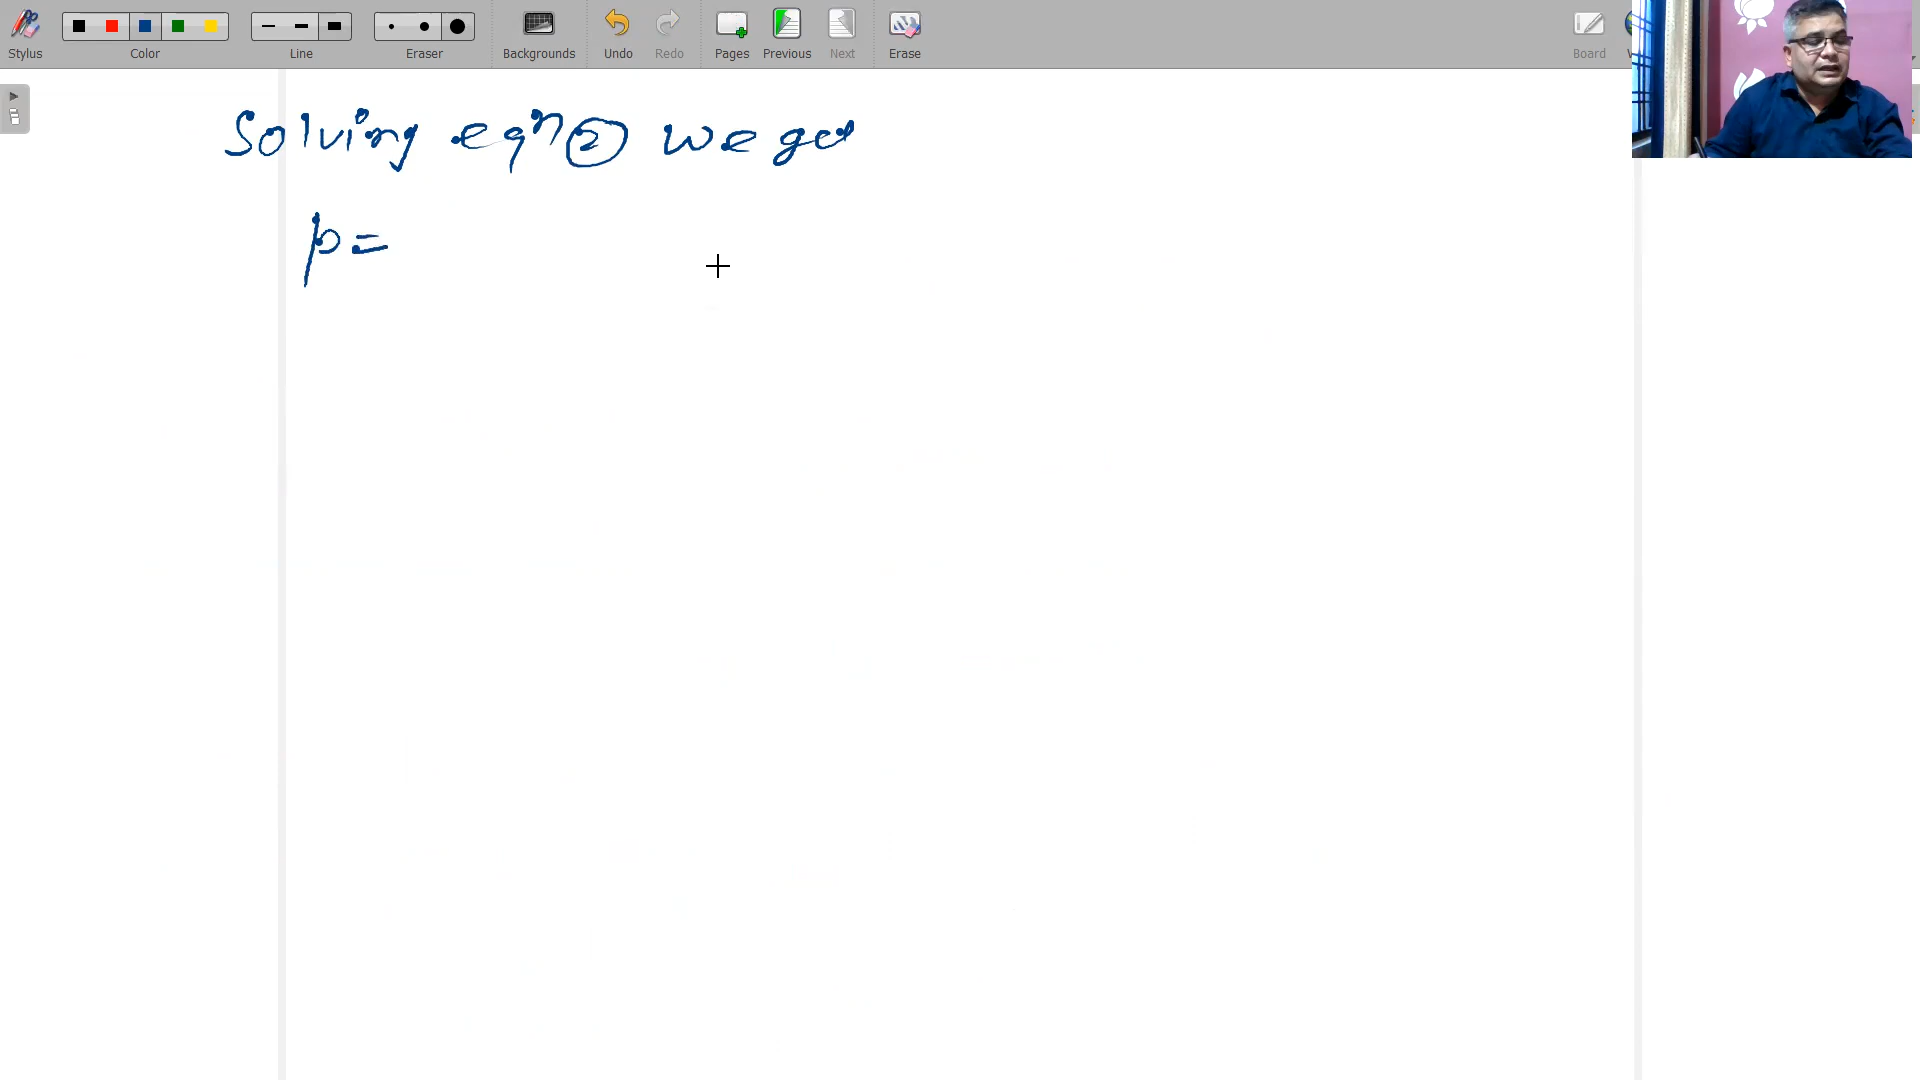 Stylus Color Line Eraser Backgrounds Undo Redo Pages Previous Next Erase Board
Solving eqn ② we get
p =